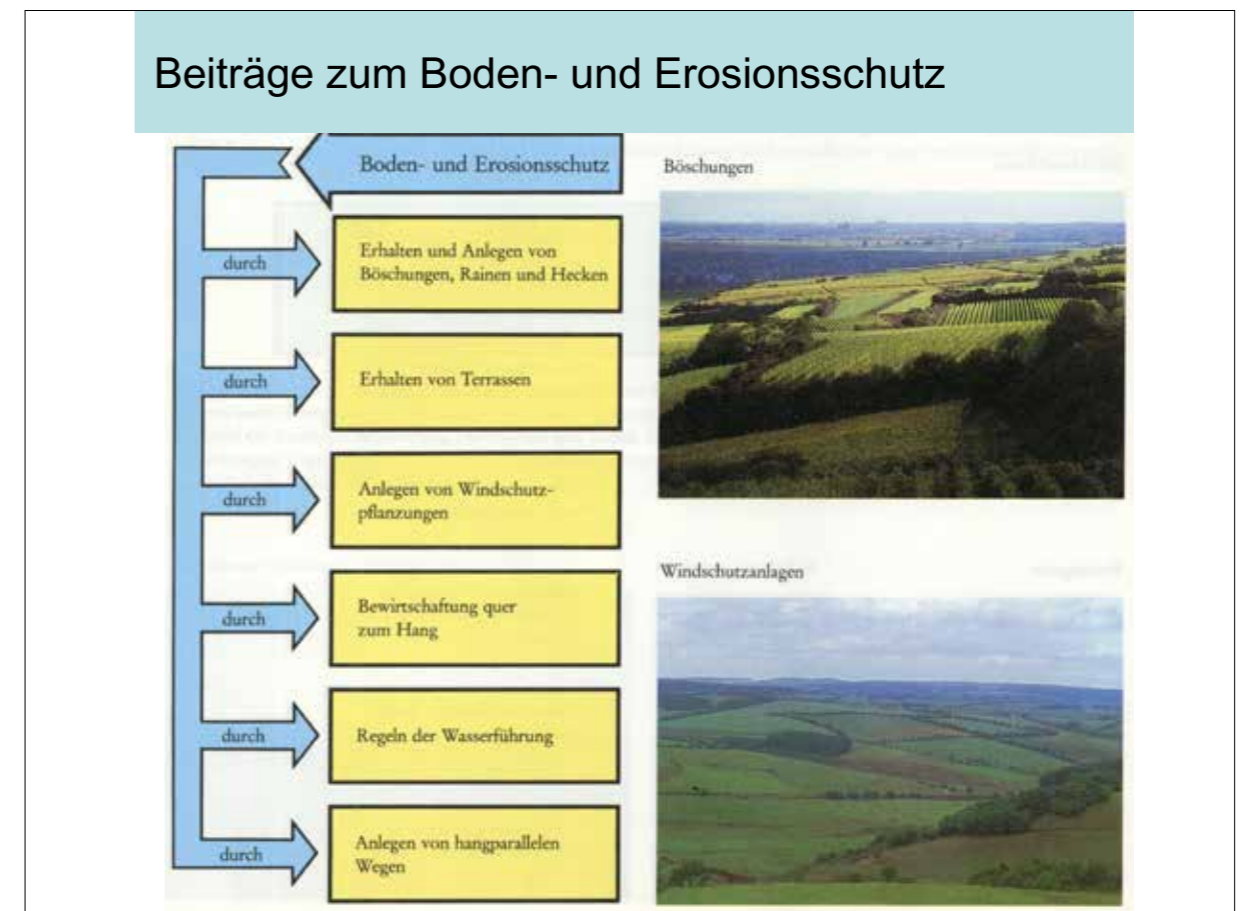 Beiträge zum Boden- und Erosionsschutz
Boden- und Erosionsschutz
durch
Erhalten und Anlegen von
Böschungen, Rainen und Hecken
durch
Erhalten von Terrassen
durch
Anlegen von Windschutz-
pflanzungen
durch
Bewirtschaftung quer
zum Hang
durch
Regeln der Wasserführung
durch
Anlegen von hangparallelen
Wegen
Böschungen
Windschutzanlagen